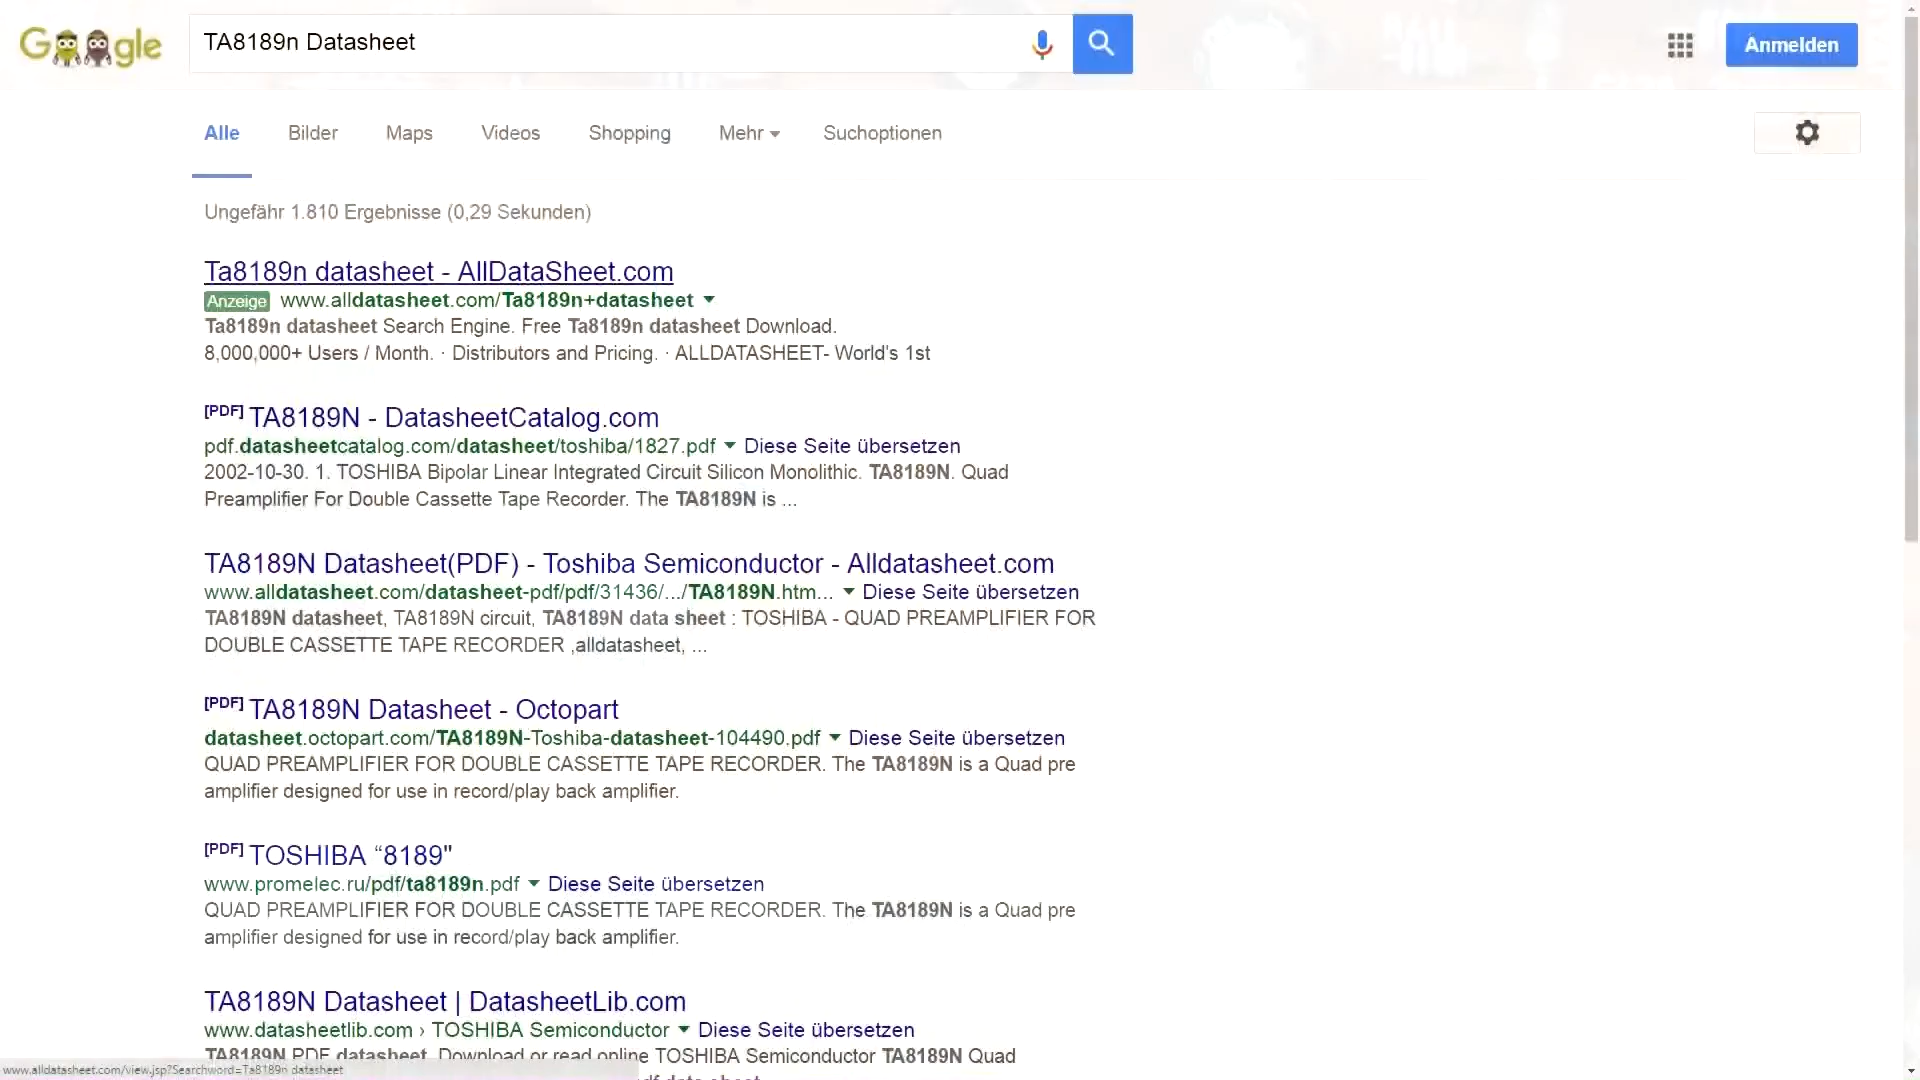 Google
TA8189n Datasheet
Anmelden
Alle Bilder Maps Videos Shopping Mehr Suchoptionen
Ungefähr 1.810 Ergebnisse (0,29 Sekunden)
Ta8189n datasheet - AllDataSheet.com
Anzeige www.alldatasheet.com/Ta8189n+datasheet
Ta8189n datasheet Search Engine. Free Ta8189n datasheet Download.
8,000,000+ Users / Month. · Distributors and Pricing. · ALLDATASHEET- World's 1st
[PDF] TA8189N - DatasheetCatalog.com
pdf.datasheetcatalog.com/datasheet/toshiba/1827.pdf Diese Seite übersetzen
2002-10-30. 1. TOSHIBA Bipolar Linear Integrated Circuit Silicon Monolithic. TA8189N. Quad
Preamplifier For Double Cassette Tape Recorder. The TA8189N is ...
TA8189N Datasheet(PDF) - Toshiba Semiconductor - Alldatasheet.com
www.alldatasheet.com/datasheet-pdf/pdf/31436/.../TA8189N.htm... Diese Seite übersetzen
TA8189N datasheet, TA8189N circuit, TA8189N data sheet : TOSHIBA - QUAD PREAMPLIFIER FOR
DOUBLE CASSETTE TAPE RECORDER ,alldatasheet, ...
[PDF] TA8189N Datasheet - Octopart
datasheet.octopart.com/TA8189N-Toshiba-datasheet-104490.pdf Diese Seite übersetzen
QUAD PREAMPLIFIER FOR DOUBLE CASSETTE TAPE RECORDER. The TA8189N is a Quad pre
amplifier designed for use in record/play back amplifier.
[PDF] TOSHIBA “8189"
www.promelec.ru/pdf/ta8189n.pdf Diese Seite übersetzen
QUAD PREAMPLIFIER FOR DOUBLE CASSETTE TAPE RECORDER. The TA8189N is a Quad pre
amplifier designed for use in record/play back amplifier.
TA8189N Datasheet | DatasheetLib.com
www.datasheetlib.com › TOSHIBA Semiconductor Diese Seite übersetzen
TA8189N PDF datasheet. Download or read online TOSHIBA Semiconductor TA8189N Quad
www.alldatasheet.com/view.jsp?Searchword=Ta8189n datasheet